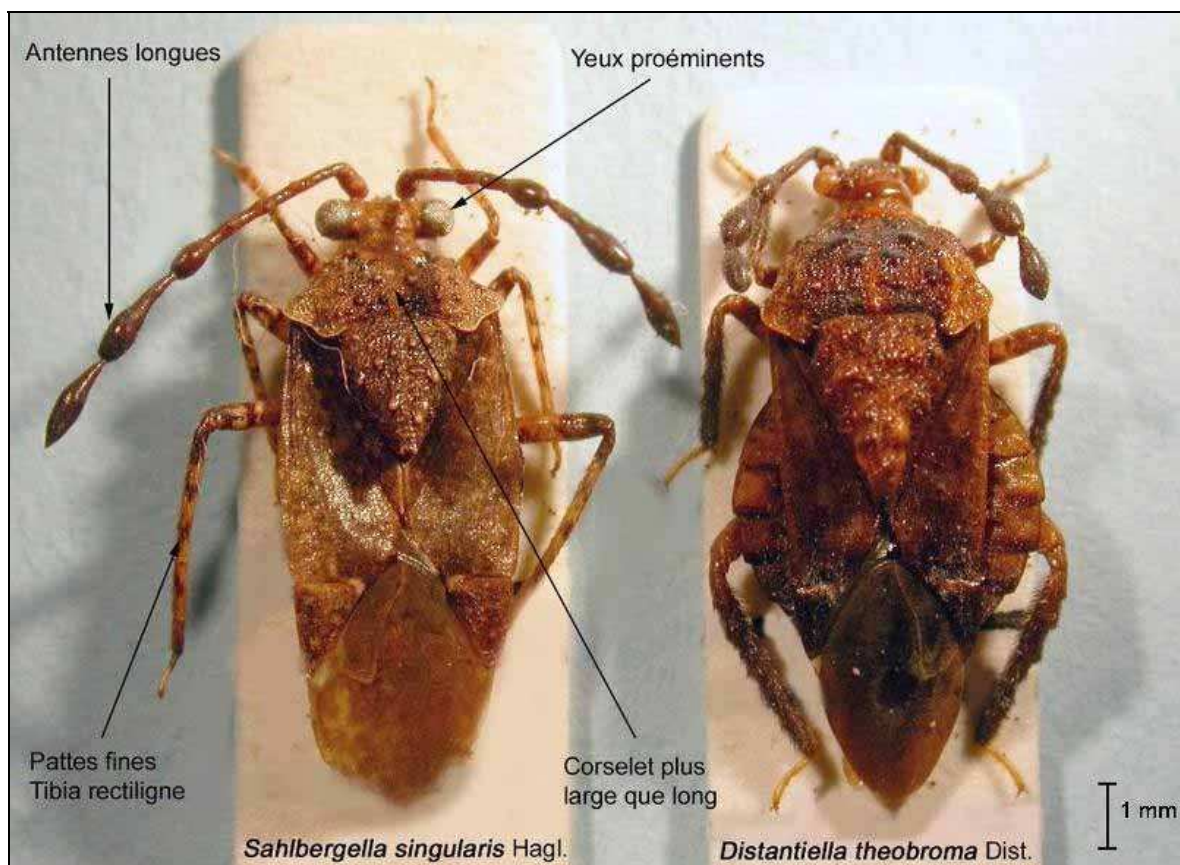 Antennes longues
Yeux proéminents
Pattes fines
Tibia rectiligne
Corselet plus
large que long
1 mm
Sahlbergella singularis Hagl.
Distantiella theobroma Dist.